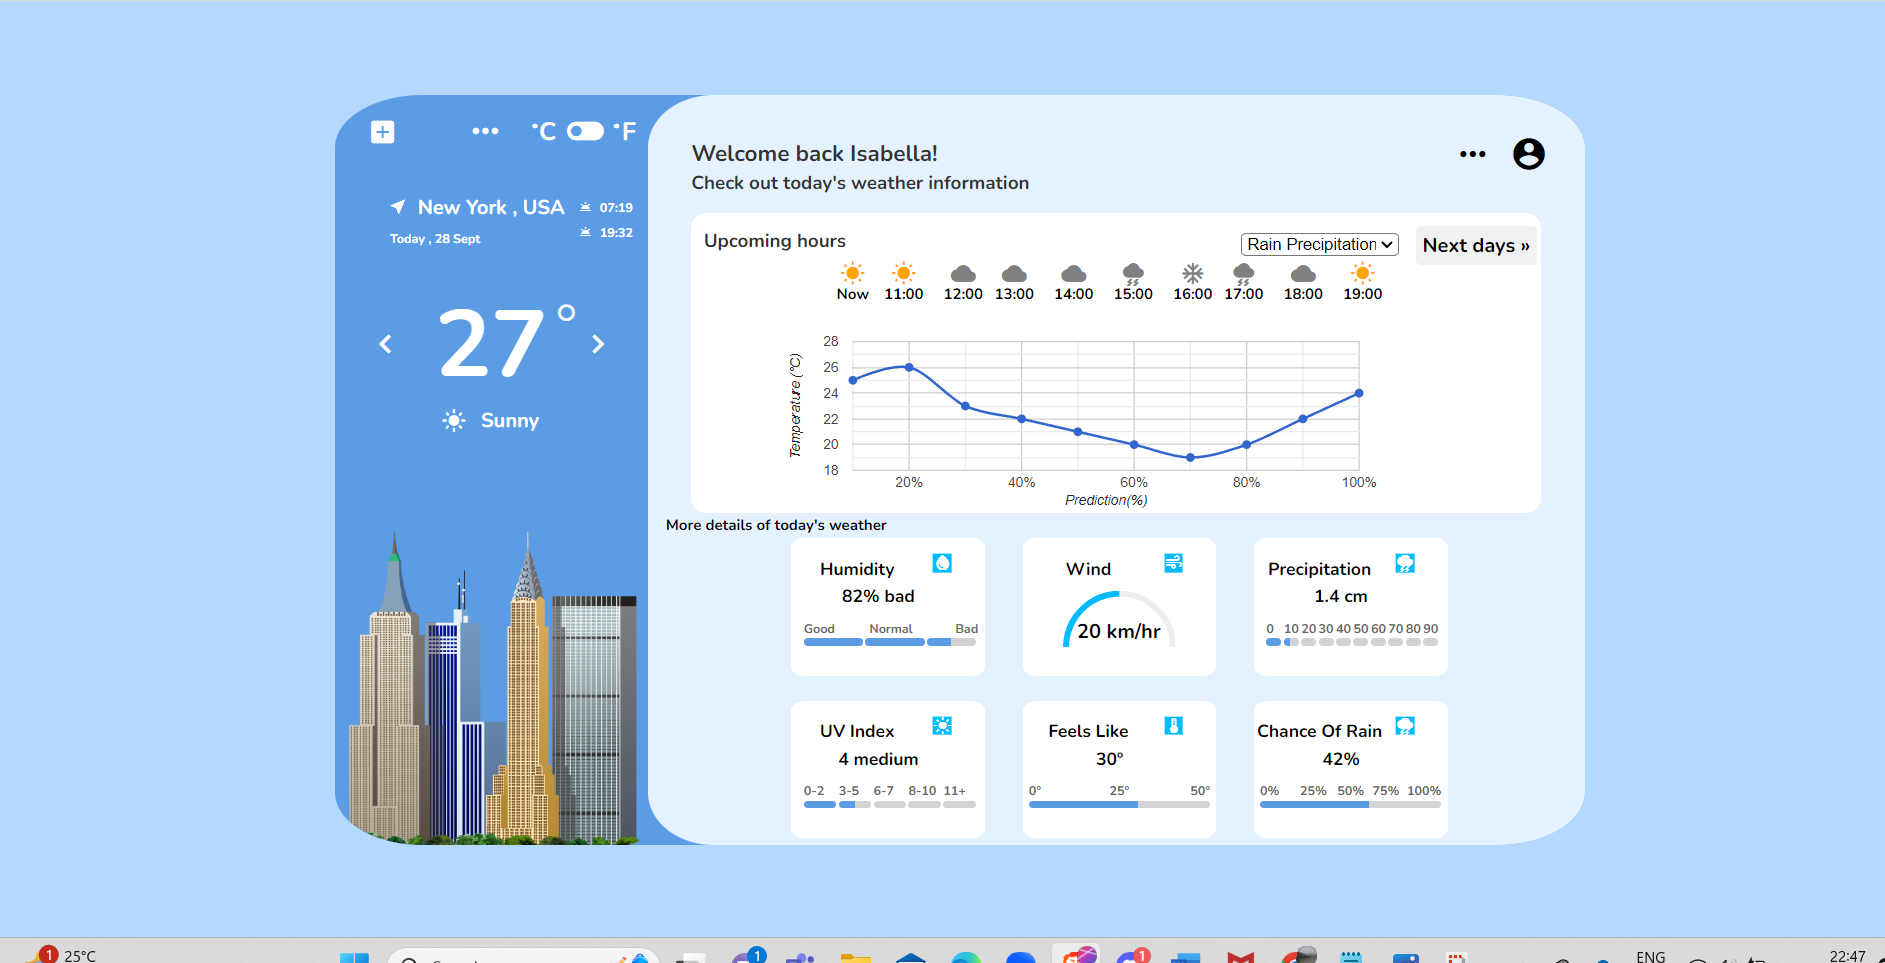 °C °F
New York , USA 07:19
Today , 28 Sept 19:32
27°
Sunny
Welcome back Isabella!
Check out today's weather information
Upcoming hours
Rain Precipitation
Next days »
Now 11:00 12:00 13:00 14:00 15:00 16:00 17:00 18:00 19:00
Temperature (°C)
28
26
24
22
20
18
20% 40% 60% 80% 100%
Prediction(%)
More details of today's weather
Humidity
82% bad
Good Normal Bad
Wind
20 km/hr
Precipitation
1.4 cm
0 10 20 30 40 50 60 70 80 90
UV Index
4 medium
0-2 3-5 6-7 8-10 11+
Feels Like
30°
0° 25° 50°
Chance Of Rain
42%
0% 25% 50% 75% 100%
1 25°C
1
1
ENG
22:47